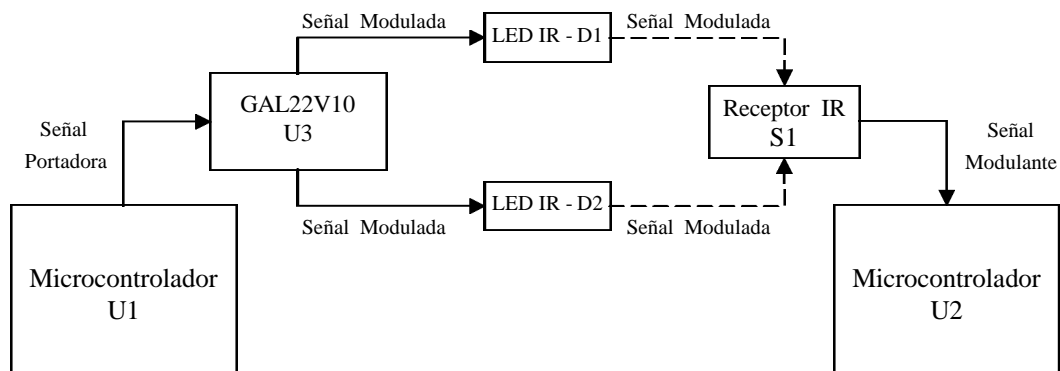 Señal Modulada
LED IR - D1
Señal Modulada
GAL22V10
U3
Receptor IR
S1
Señal
Portadora
Señal
Modulante
LED IR - D2
Señal Modulada
Señal Modulada
Microcontrolador
U1
Microcontrolador
U2